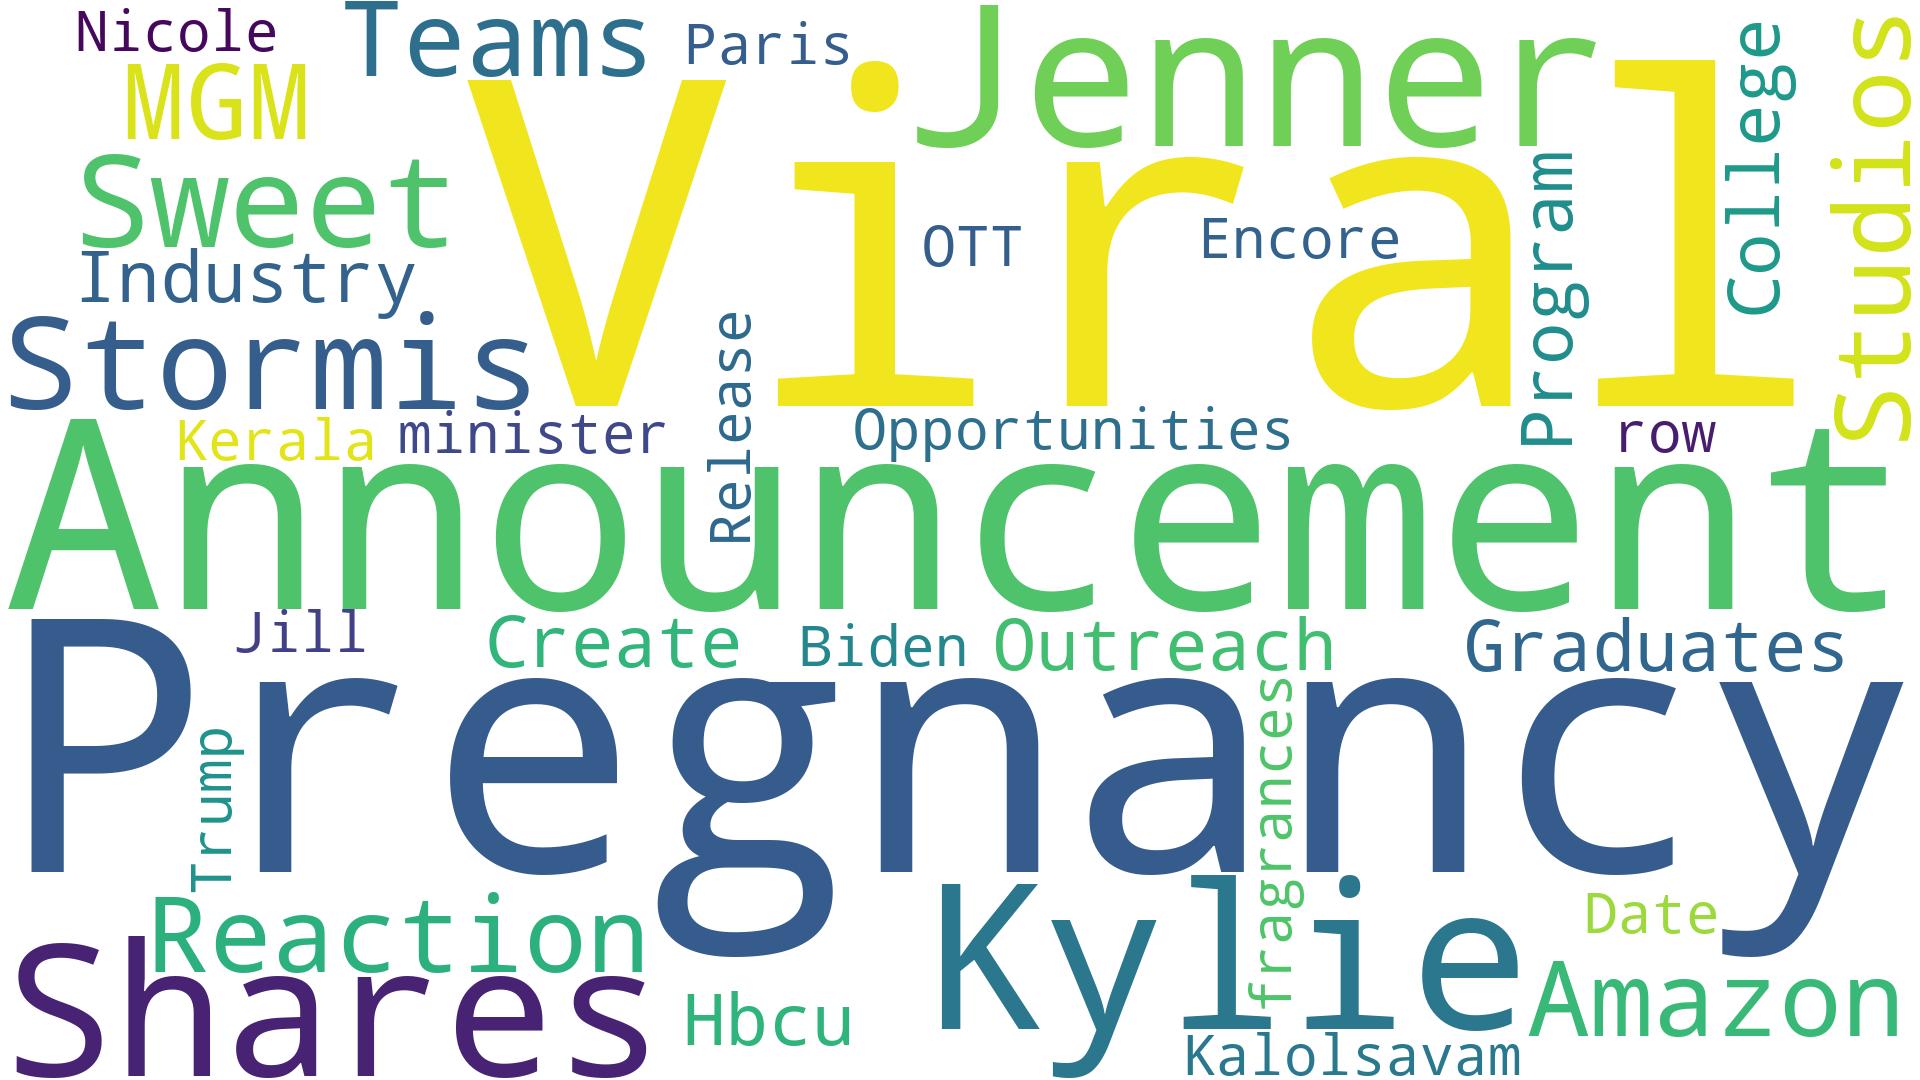 Nicole
Teams
Paris
Jenner
College
Studios
MGM
Viral
Sweet
Program
OTT
Encore
Industry
Stormis
Release
Kerala
minister
Opportunities
row
Announcement
Jill
Create
Biden
Outreach
Graduates
Pregnancy
Trump
fragrances
Reaction
Kylie
Date
Shares
Hbcu
Amazon
Kalolsavam